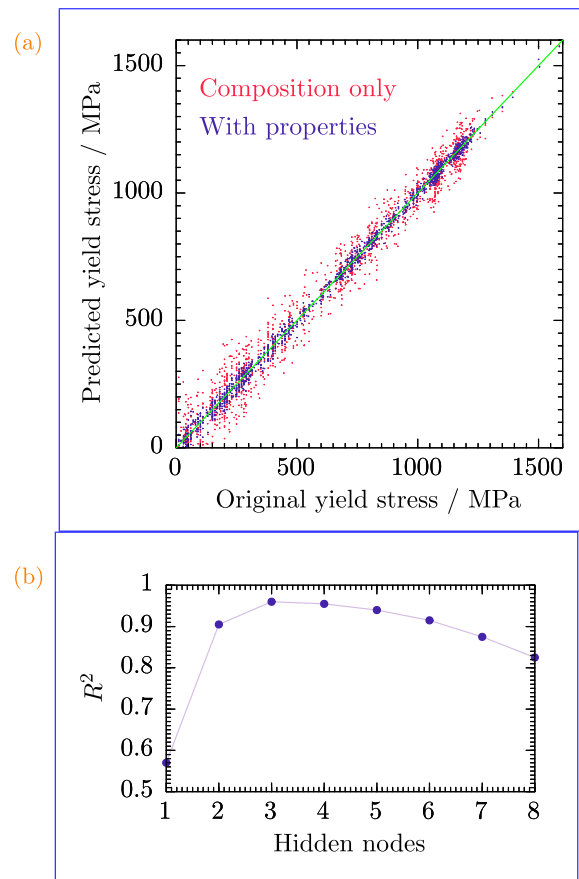 (a)
1500
1000
500
0
Predicted yield stress / MPa
Composition only
With properties
0 500 1000 1500
Original yield stress / MPa
(b)
1
0.9
0.8
0.7
0.6
0.5
R²
1 2 3 4 5 6 7 8
Hidden nodes